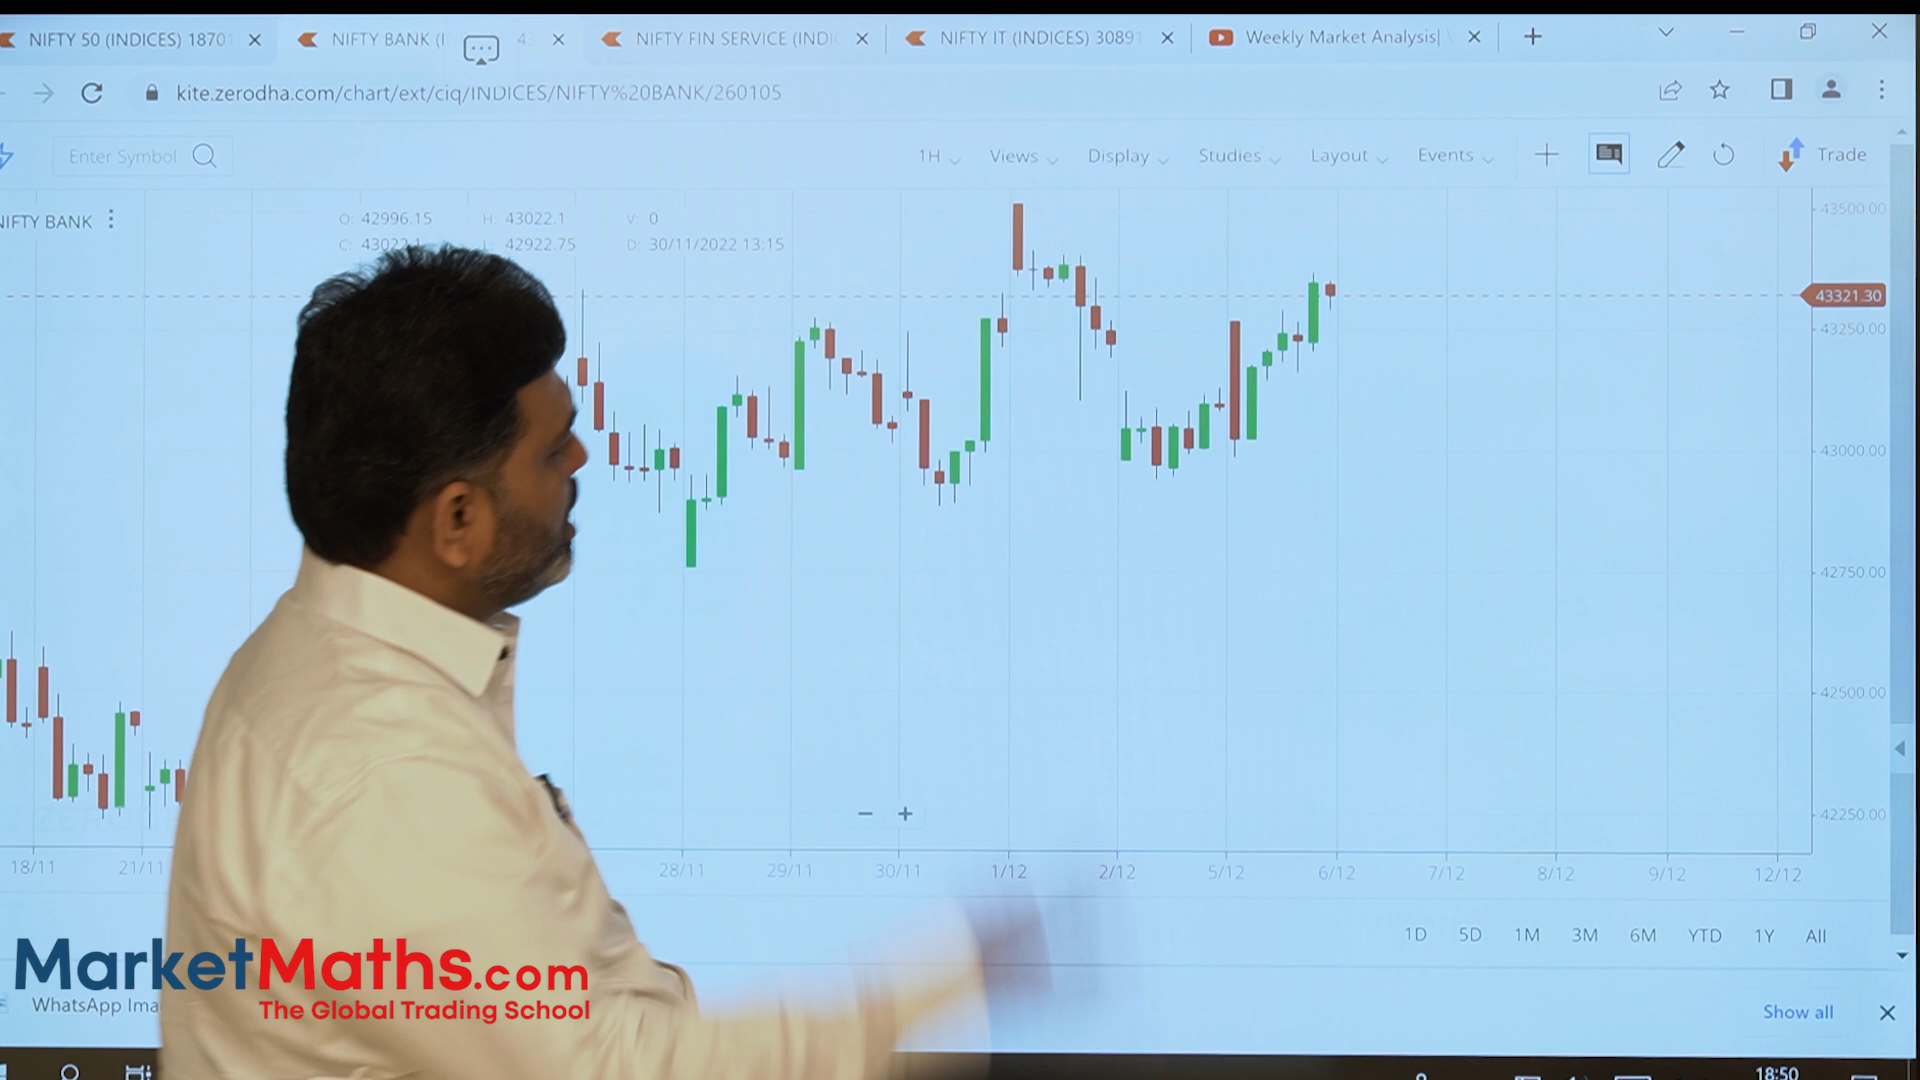 NIFTY 50 (INDICES) 1870
NIFTY BANK (I
43
NIFTY FIN SERVICE (INDI
NIFTY IT (INDICES) 30891
Weekly Market Analysis|
kite.zerodha.com/chart/ext/ciq/INDICES/NIFTY%20BANK/260105
Enter Symbol
1H
Views
Display
Studies
Layout
Events
Trade
NIFTY BANK
O: 42996.15 H: 43022.1 V: 0
C: 43022.1 L: 42922.75 D: 30/11/2022 13:15
43500.00
43321.30
43250.00
43000.00
42750.00
42500.00
42250.00
18/11 21/11 28/11 29/11 30/11 1/12 2/12 5/12 6/12 7/12 8/12 9/12 12/12
1D 5D 1M 3M 6M YTD 1Y All
MarketMaths.com
The Global Trading School
WhatsApp Ima
Show all
18:50